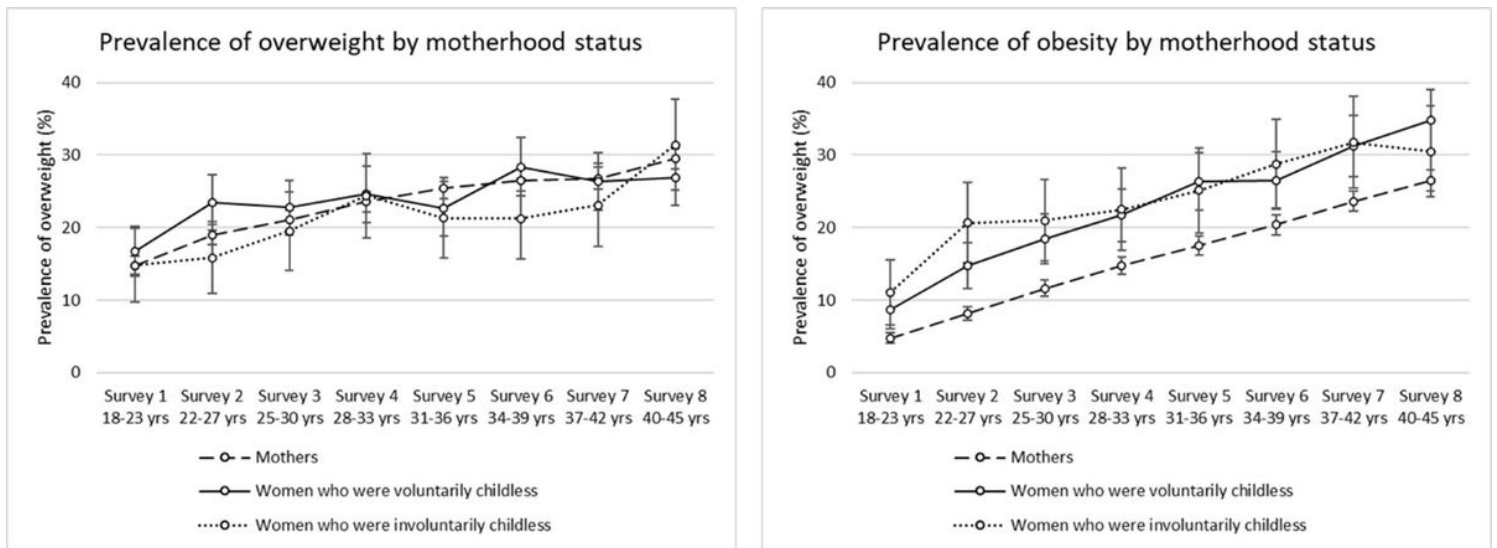 Prevalence of overweight by motherhood status
Prevalence of overweight (%)
40
30
20
10
0
Survey 1 Survey 2 Survey 3 Survey 4 Survey 5 Survey 6 Survey 7 Survey 8
18-23 yrs 22-27 yrs 25-30 yrs 28-33 yrs 31-36 yrs 34-39 yrs 37-42 yrs 40-45 yrs
Mothers
Women who were voluntarily childless
Women who were involuntarily childless
Prevalence of obesity by motherhood status
Prevalence of overweight (%)
40
30
20
10
0
Survey 1 Survey 2 Survey 3 Survey 4 Survey 5 Survey 6 Survey 7 Survey 8
18-23 yrs 22-27 yrs 25-30 yrs 28-33 yrs 31-36 yrs 34-39 yrs 37-42 yrs 40-45 yrs
Mothers
Women who were voluntarily childless
Women who were involuntarily childless